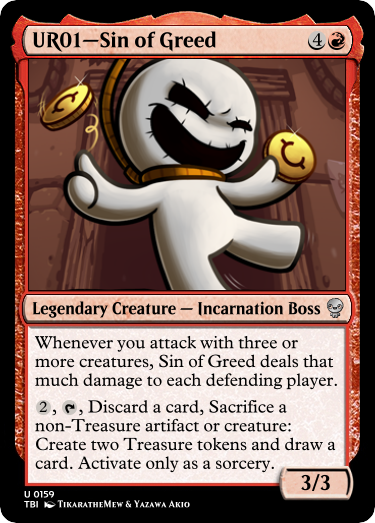 UR01—Sin of Greed 4
Legendary Creature — Incarnation Boss
Whenever you attack with three or
more creatures, Sin of Greed deals that
much damage to each defending player.
2, , Discard a card, Sacrifice a
non-Treasure artifact or creature:
Create two Treasure tokens and draw a
card. Activate only as a sorcery.
3/3
U 0159
TBI TikaratheMew & Yazawa Akio